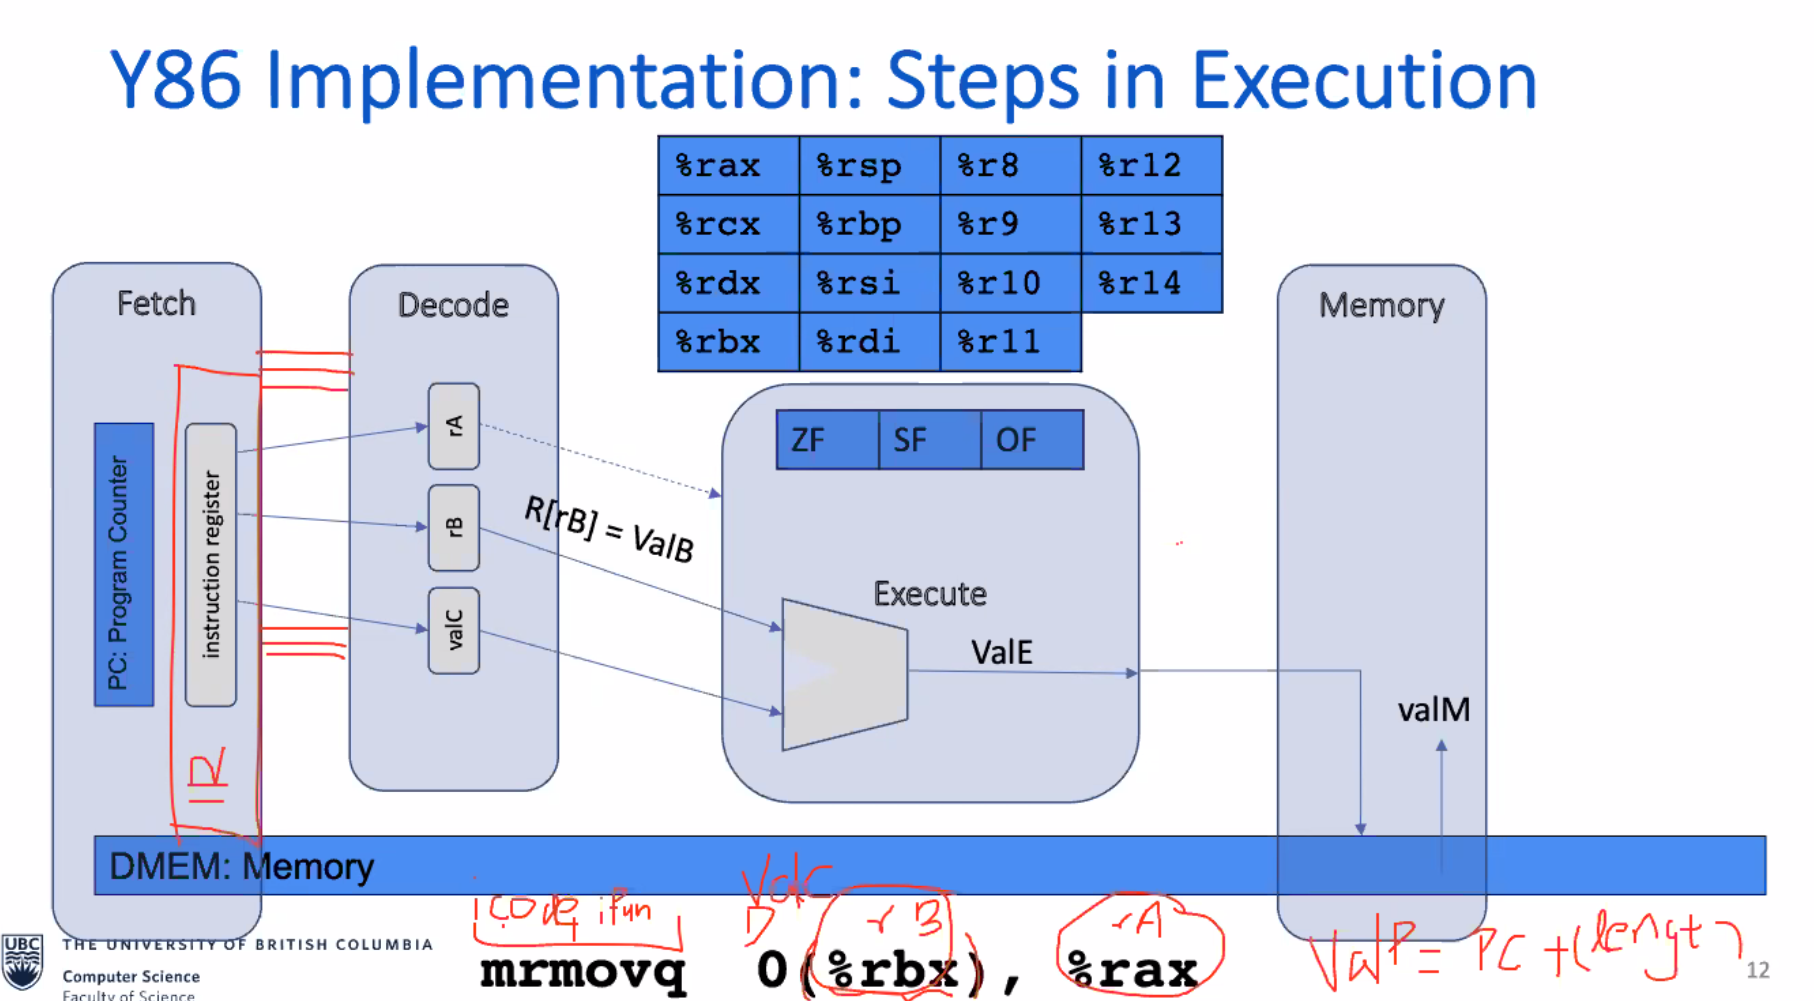 Y86 Implementation: Steps in Execution
%rax %rsp %r8 %r12
%rcx %rbp %r9 %r13
%rdx %rsi %r10 %r14
%rbx %rdi %r11
Fetch
PC: Program Counter
instruction register
IR
Decode
rA
rB
valC
R[rB] = ValB
ZF SF OF
Execute
ValE
Memory
valM
DMEM: Memory
icode ifun
ValC
D
rB
rA
mrmovq 0(%rbx), %rax
ValP = PC + (length)
UBC
THE UNIVERSITY OF BRITISH COLUMBIA
Computer Science
Faculty of Science
12